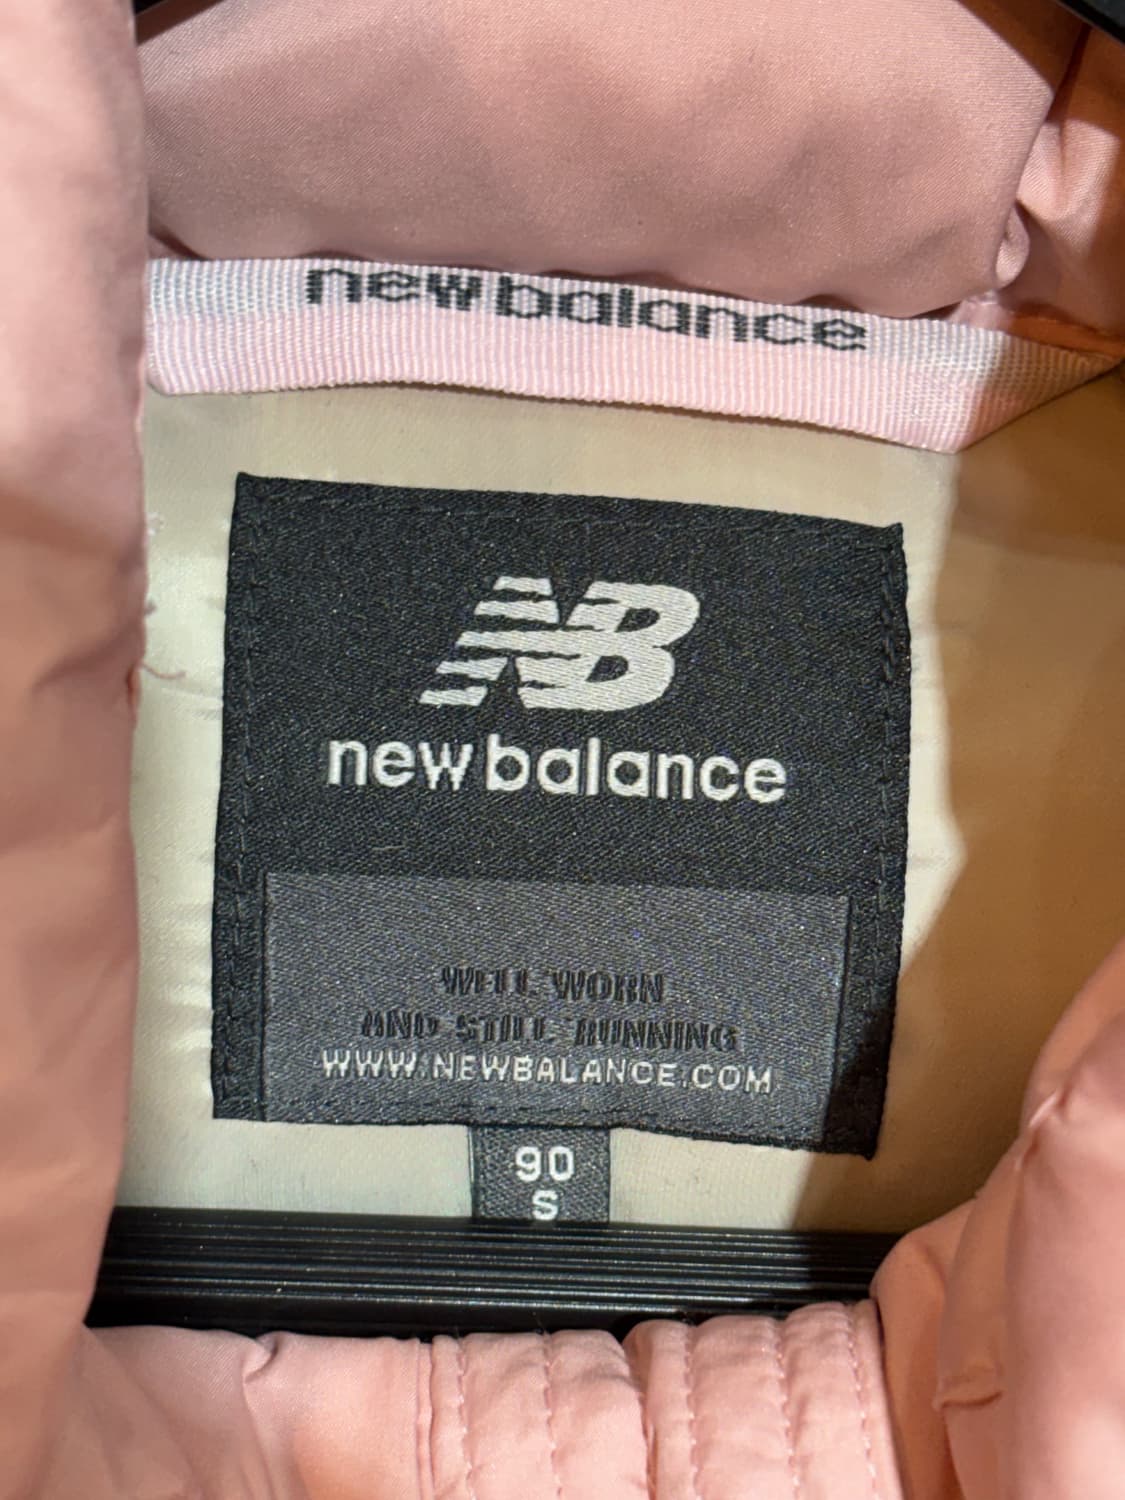 new balance
NB
new balance
WELL WORN
AND STILL RUNNING
WWW.NEWBALANCE.COM
90
S